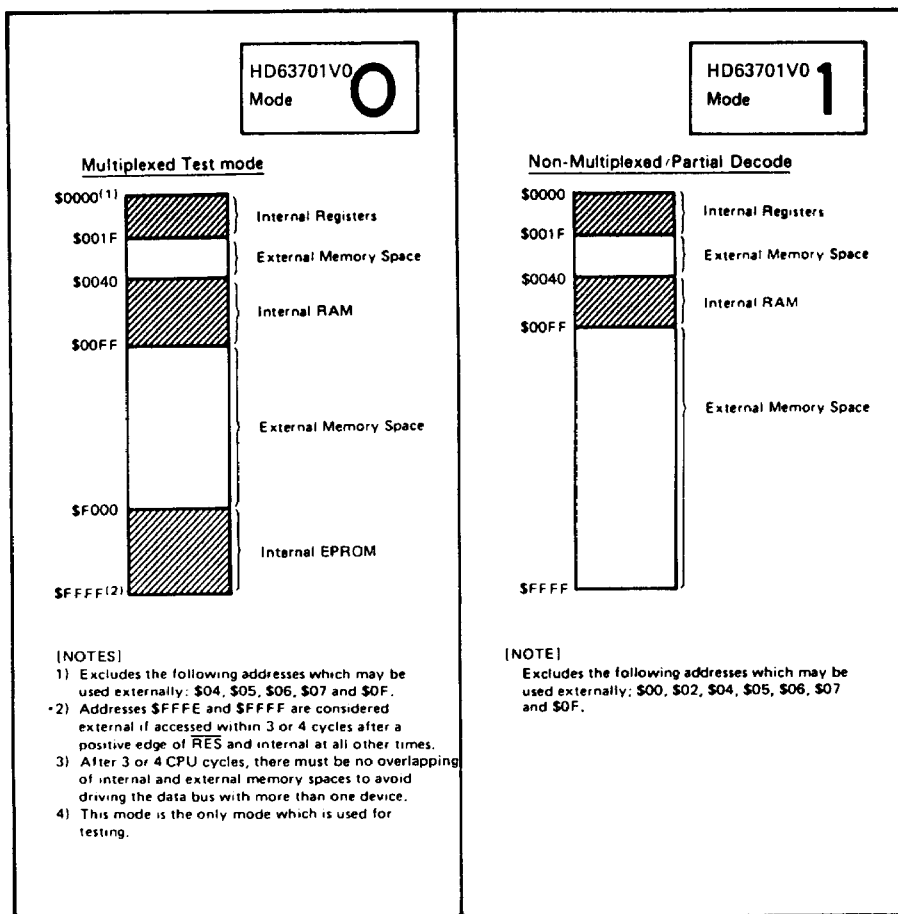 HD63701V0
Mode 0
Multiplexed Test mode
$0000(1)
Internal Registers
$001F
External Memory Space
$0040
Internal RAM
$00FF
External Memory Space
$F000
Internal EPROM
$FFFF(2)
[NOTES]
1) Excludes the following addresses which may be
used externally: $04, $05, $06, $07 and $0F.
2) Addresses $FFFE and $FFFF are considered
external if accessed within 3 or 4 cycles after a
positive edge of RES and internal at all other times.
3) After 3 or 4 CPU cycles, there must be no overlapping
of internal and external memory spaces to avoid
driving the data bus with more than one device.
4) This mode is the only mode which is used for
testing.
HD63701V0
Mode 1
Non-Multiplexed/Partial Decode
$0000
Internal Registers
$001F
External Memory Space
$0040
Internal RAM
$00FF
External Memory Space
$FFFF
[NOTE]
Excludes the following addresses which may be
used externally; $00, $02, $04, $05, $06, $07
and $0F.